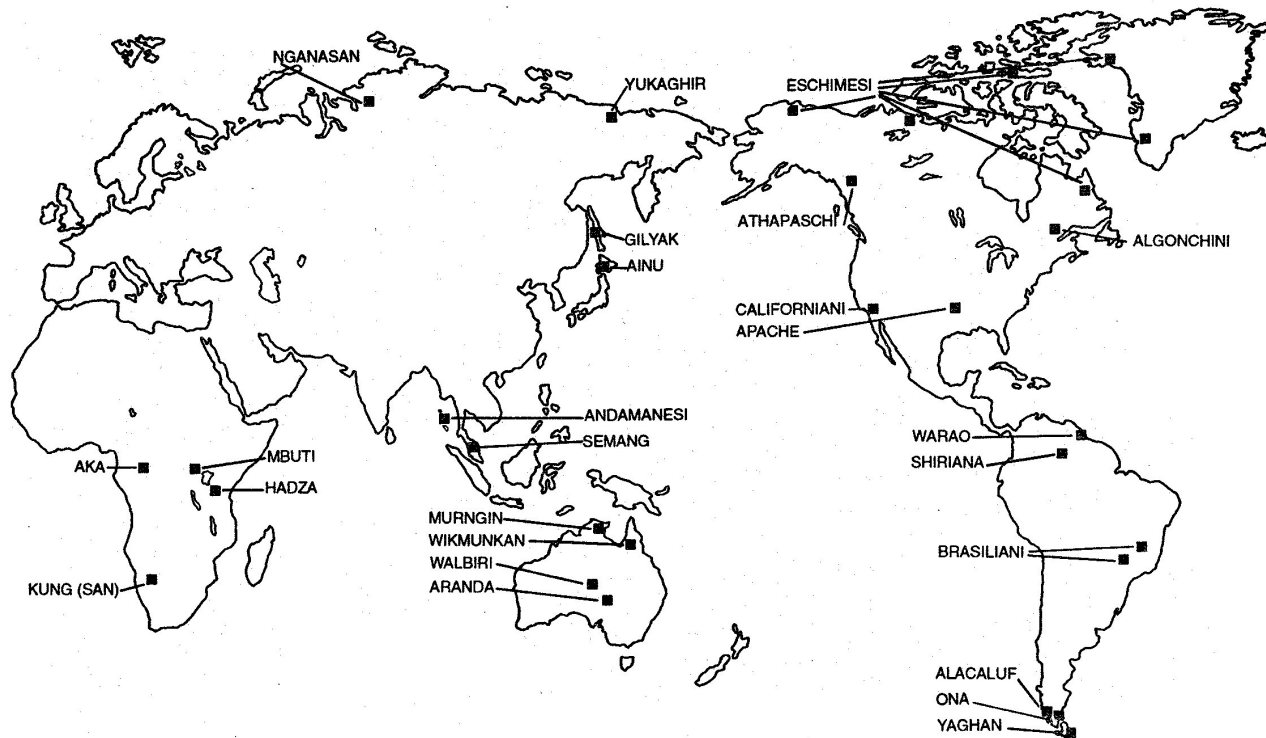 NGANASAN
YUKAGHIR
ESCHIMESI
ATHAPASCHI
ALGONCHINI
GILYAK
AINU
CALIFORNIANI
APACHE
ANDAMANESI
SEMANG
WARAO
SHIRIANA
AKA
MBUTI
HADZA
MURNGIN
WIKMUNKAN
WALBIRI
ARANDA
BRASILIANI
KUNG (SAN)
ALACALUF
ONA
YAGHAN